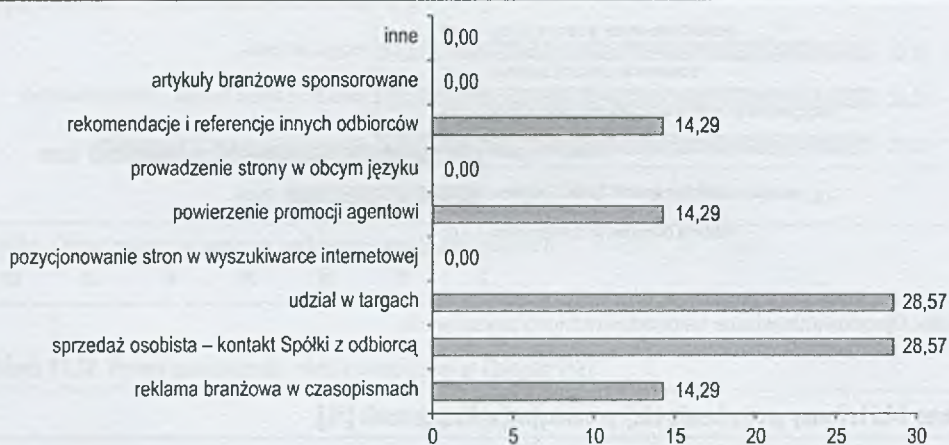 inne 0,00
artykuły branżowe sponsorowane 0,00
rekomendacje i referencje innych odbiorców 14,29
prowadzenie strony w obcym języku 0,00
powierzenie promocji agentowi 14,29
pozycjonowanie stron w wyszukiwarce internetowej 0,00
udział w targach 28,57
sprzedaż osobista – kontakt Spółki z odbiorcą 28,57
reklama branżowa w czasopismach 14,29
0 5 10 15 20 25 30